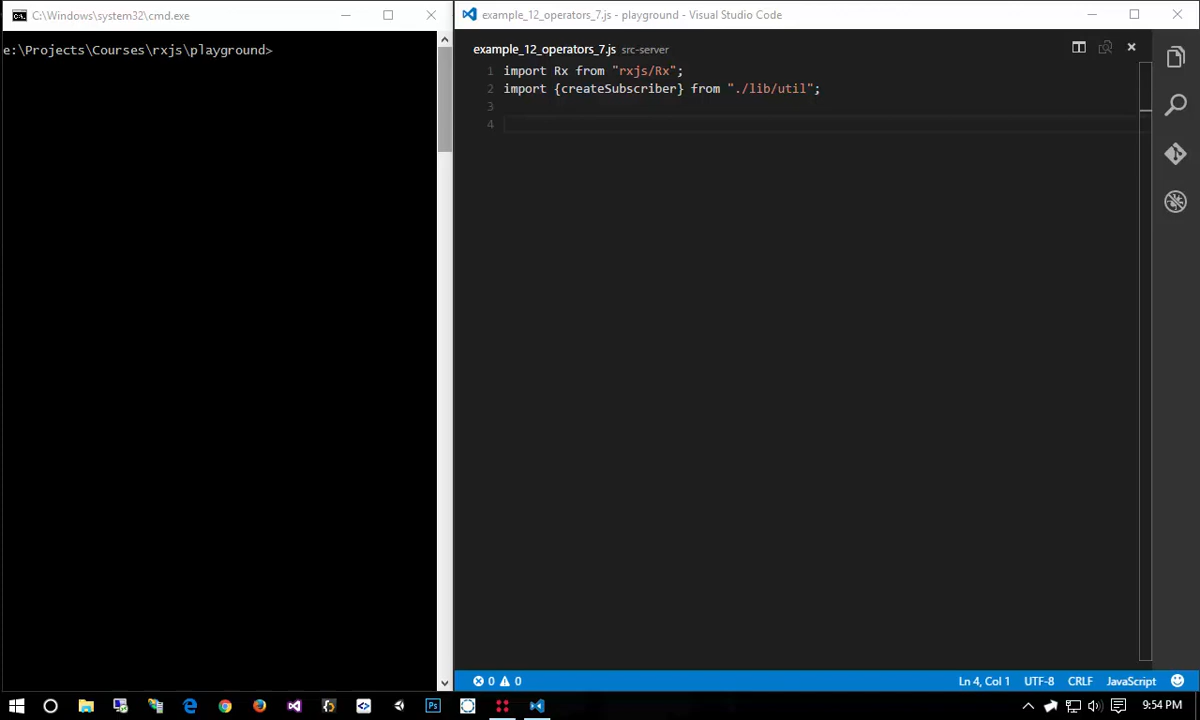 C:\Windows\system32\cmd.exe
e:\Projects\Courses\rxjs\playground>
example_12_operators_7.js - playground - Visual Studio Code
example_12_operators_7.js src-server
1 import Rx from "rxjs/Rx";
2 import {createSubscriber} from "./lib/util";
3
4
0 0 Ln 4, Col 1 UTF-8 CRLF JavaScript
Ps 9:54 PM